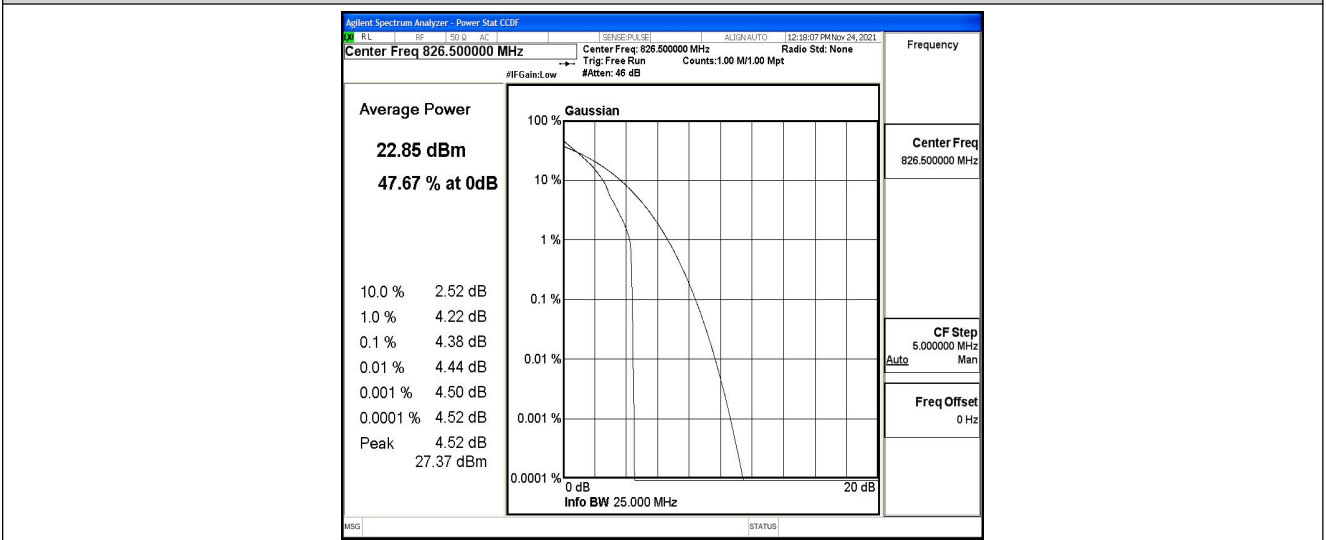 Agilent Spectrum Analyzer - Power Stat CCDF
RL RF 50 Ω AC SENSE:PULSE ALIGN AUTO 12:18:07 PM Nov 24, 2021
Center Freq 826.500000 MHz
Center Freq: 826.500000 MHz Radio Std: None
Trig: Free Run Counts:1.00 M/1.00 Mpt
#IFGain:Low #Atten: 46 dB
Frequency
Average Power
22.85 dBm
47.67 % at 0dB
10.0 % 2.52 dB
1.0 % 4.22 dB
0.1 % 4.38 dB
0.01 % 4.44 dB
0.001 % 4.50 dB
0.0001 % 4.52 dB
Peak 4.52 dB
27.37 dBm
Gaussian
100 %
10 %
1 %
0.1 %
0.01 %
0.001 %
0.0001 %
0 dB 20 dB
Info BW 25.000 MHz
Center Freq
826.500000 MHz
CF Step
5.000000 MHz
Auto Man
Freq Offset
0 Hz
MSG STATUS